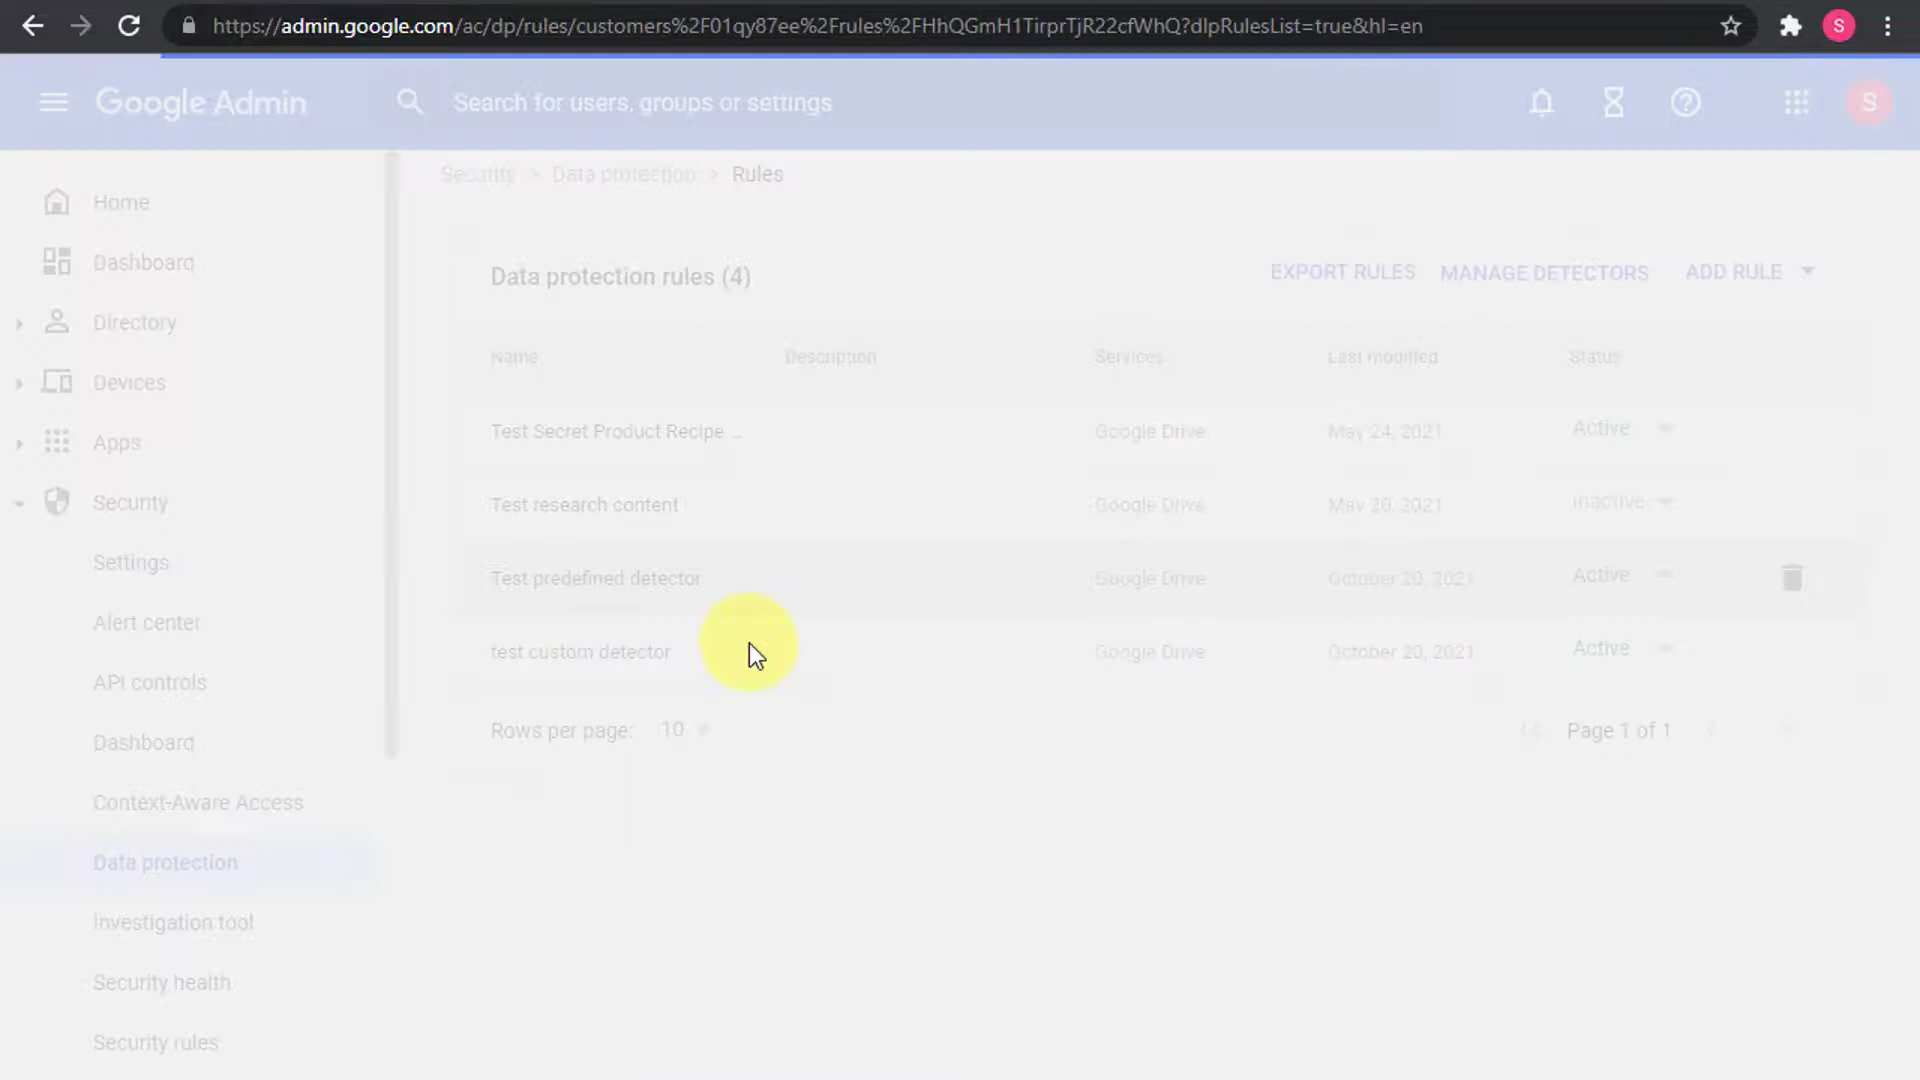 https://admin.google.com/ac/dp/rules/customers%2F01qy87ee%2Frules%2FHhQGmH1TirprTjR22cfWhQ?dlpRulesList=true&hl=en
S
Google Admin
Search for users, groups or settings
S
Home
Dashboard
Directory
Devices
Apps
Security
Settings
Alert center
API controls
Dashboard
Context-Aware Access
Data protection
Investigation tool
Security health
Security rules
Security > Data protection > Rules
Data protection rules (4)
EXPORT RULES MANAGE DETECTORS ADD RULE
Name Description Services Last modified Status
Test Secret Product Recipe ... Google Drive May 24, 2021 Active
Test research content Google Drive May 26, 2021 Inactive
Test predefined detector Google Drive October 20, 2021 Active
test custom detector Google Drive October 20, 2021 Active
Rows per page: 10 Page 1 of 1